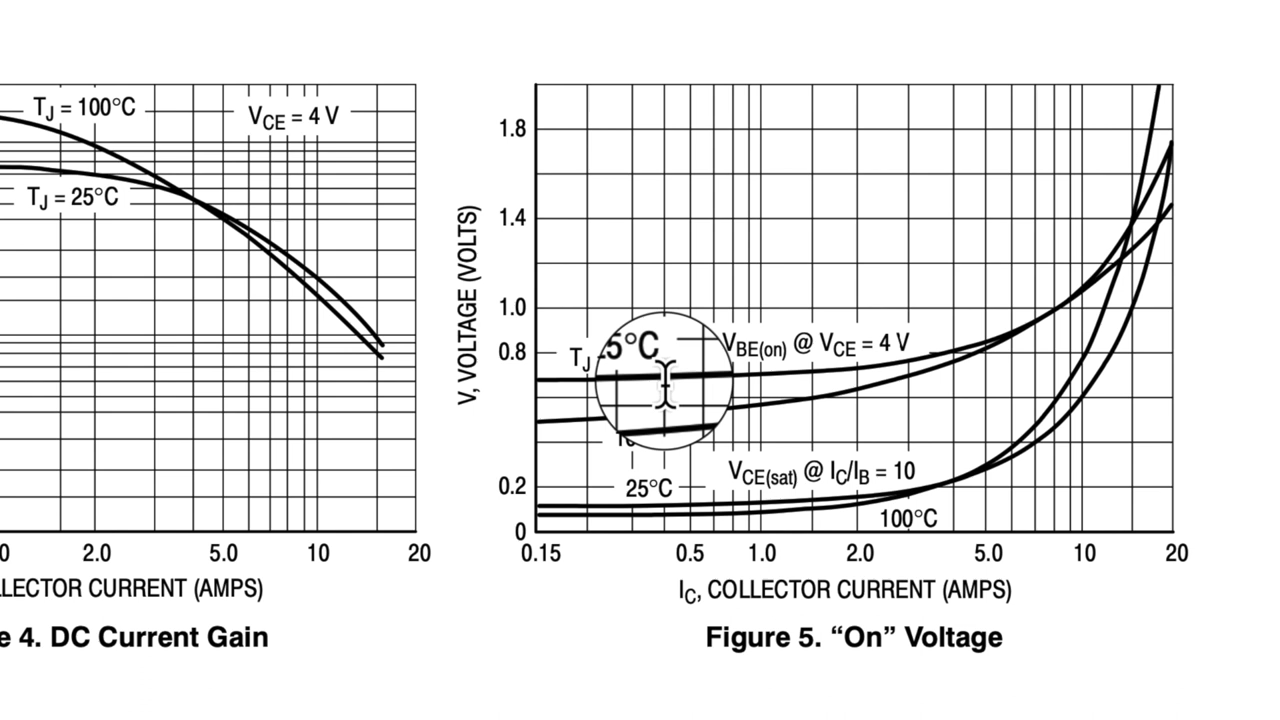 T_J = 100°C
V_CE = 4 V
T_J = 25°C
2.0
5.0
10
20
COLLECTOR CURRENT (AMPS)
4. DC Current Gain
V, VOLTAGE (VOLTS)
1.8
1.4
1.0
0.8
0.2
0
T_J
5°C
V_BE(on) @ V_CE = 4 V
V_CE(sat) @ I_C/I_B = 10
25°C
100°C
0.15
0.5
1.0
2.0
5.0
10
20
I_C, COLLECTOR CURRENT (AMPS)
Figure 5. “On” Voltage